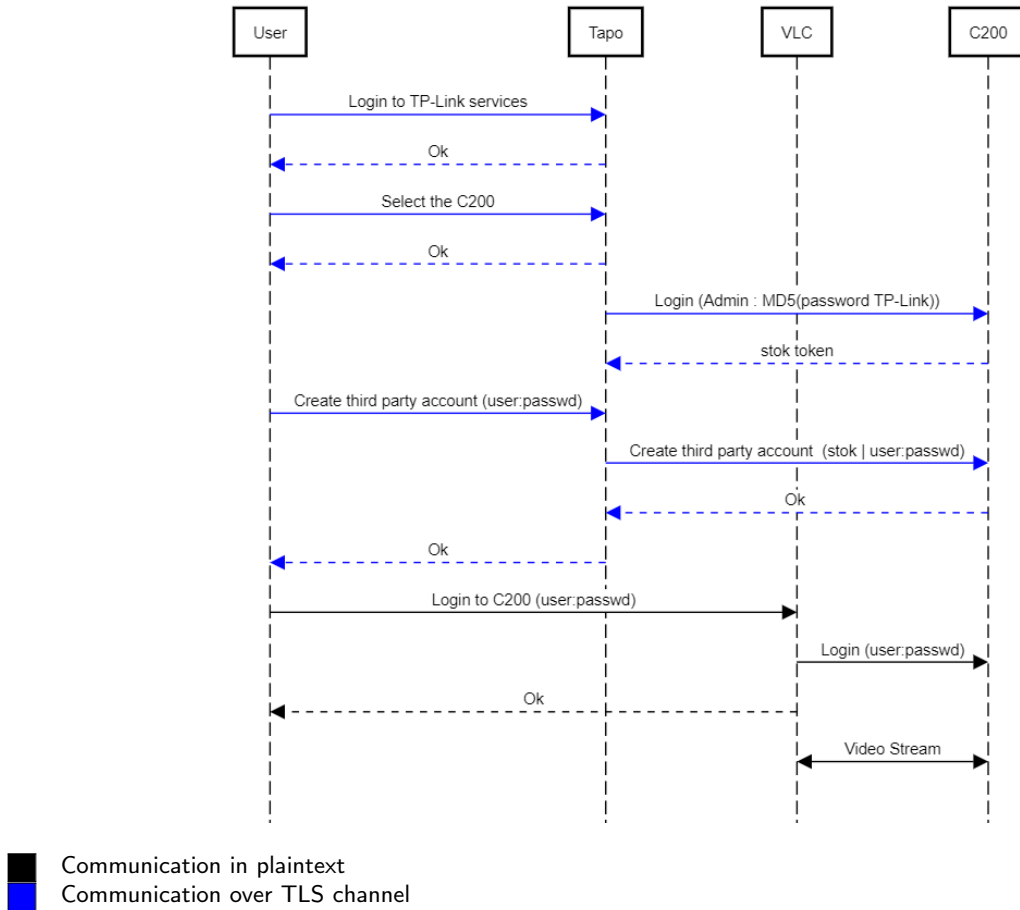 User
Tapo
VLC
C200
Login to TP-Link services
Ok
Select the C200
Ok
Login (Admin : MD5(password TP-Link))
stok token
Create third party account (user:passwd)
Create third party account (stok | user:passwd)
Ok
Ok
Login to C200 (user:passwd)
Login (user:passwd)
Ok
Video Stream
Communication in plaintext
Communication over TLS channel